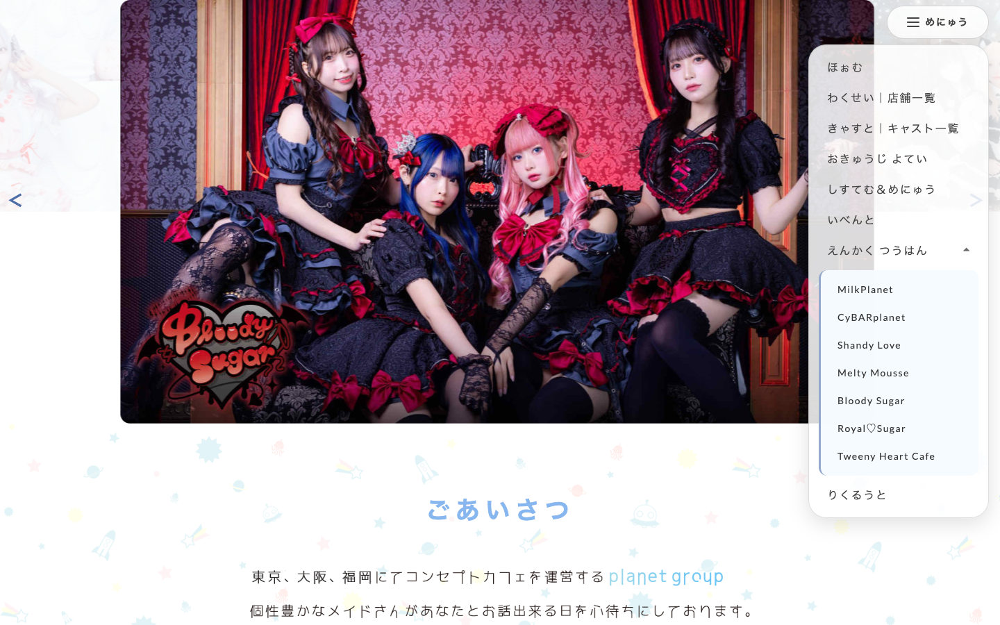 めにゅう
ほぉむ
わくせい｜店舗一覧
きゃすと｜キャスト一覧
おきゅうじ よてい
しすてむ＆めにゅう
いべんと
えんかく つうはん
MilkPlanet
CyBARplanet
Shandy Love
Melty Mousse
Bloody Sugar
Royal♡Sugar
Tweeny Heart Cafe
りくるうと
Bloody
Sugar
ごあいさつ
東京、大阪、福岡にてコンセプトカフェを運営する planet group
個性豊かなメイドさんがあなたとお話出来る日を心待ちにしております。